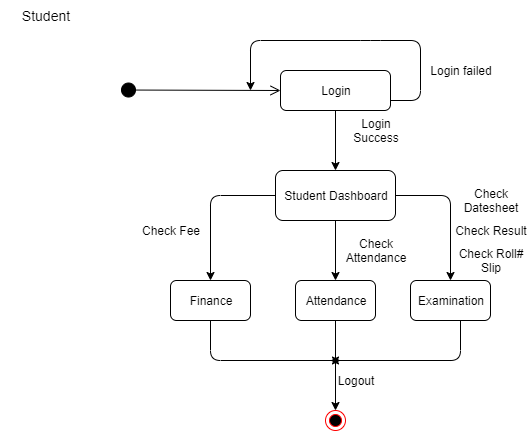 Student
Login failed
Login
Login
Success
Student Dashboard
Check
Datesheet
Check Fee
Check Result
Check
Attendance
Check Roll#
Slip
Finance
Attendance
Examination
Logout